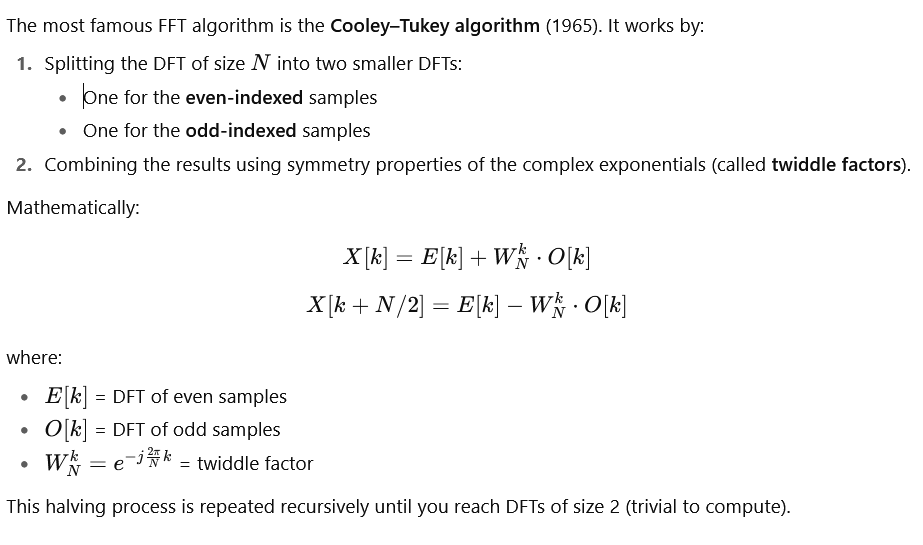 The most famous FFT algorithm is the Cooley–Tukey algorithm (1965). It works by:
1. Splitting the DFT of size N into two smaller DFTs:
• One for the even-indexed samples
• One for the odd-indexed samples
2. Combining the results using symmetry properties of the complex exponentials (called twiddle factors).
Mathematically:
X[k] = E[k] + W_N^k · O[k]
X[k + N/2] = E[k] − W_N^k · O[k]
where:
• E[k] = DFT of even samples
• O[k] = DFT of odd samples
• W_N^k = e^{−j\frac{2π}{N}k} = twiddle factor
This halving process is repeated recursively until you reach DFTs of size 2 (trivial to compute).